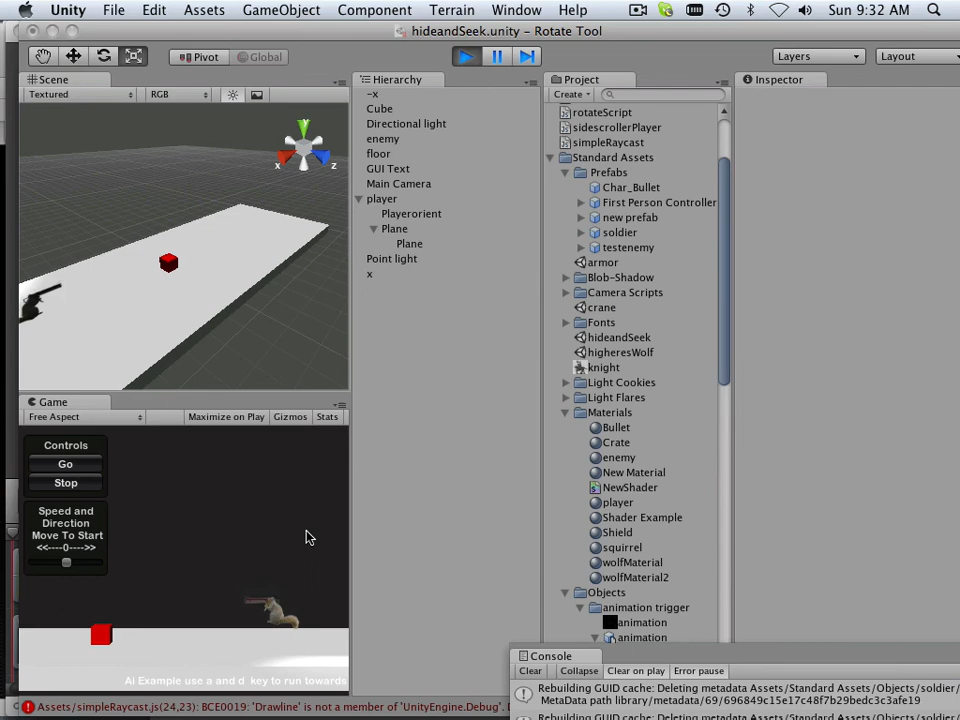 Unity File Edit Assets GameObject Component Terrain Window Help Sun 9:32 AM
hideandSeek.unity – Rotate Tool
Pivot Global Layers Layout
Scene
Textured RGB
y
x z
Game
Free Aspect Maximize on Play Gizmos Stats
Controls
Go
Stop
Speed and
Direction
Move To Start
<<----0---->>
Ai Example use a and d key to run towards
Hierarchy
-x
Cube
Directional light
enemy
floor
GUI Text
Main Camera
player
Playerorient
Plane
Plane
Point light
x
Project
Create
rotateScript
sidescrollerPlayer
simpleRaycast
Standard Assets
Prefabs
Char_Bullet
First Person Controller
new prefab
soldier
testenemy
armor
Blob-Shadow
Camera Scripts
crane
Fonts
hideandSeek
higheresWolf
knight
Light Cookies
Light Flares
Materials
Bullet
Crate
enemy
New Material
NewShader
player
Shader Example
Shield
squirrel
wolfMaterial
wolfMaterial2
Objects
animation trigger
animation
animation
Inspector
Console
Clear Collapse Clear on play Error pause
Rebuilding GUID cache: Deleting metadata Assets/Standard Assets/Objects/soldier/
MetaData path library/metadata/69/696849c15e17c48f7b29bedc3c3afe19
Rebuilding GUID cache: Deleting metadata Assets/Standard Assets/Objects/soldier/
Assets/simpleRaycast.js(24,23): BCE0019: 'Drawline' is not a member of 'UnityEngine.Debug'.